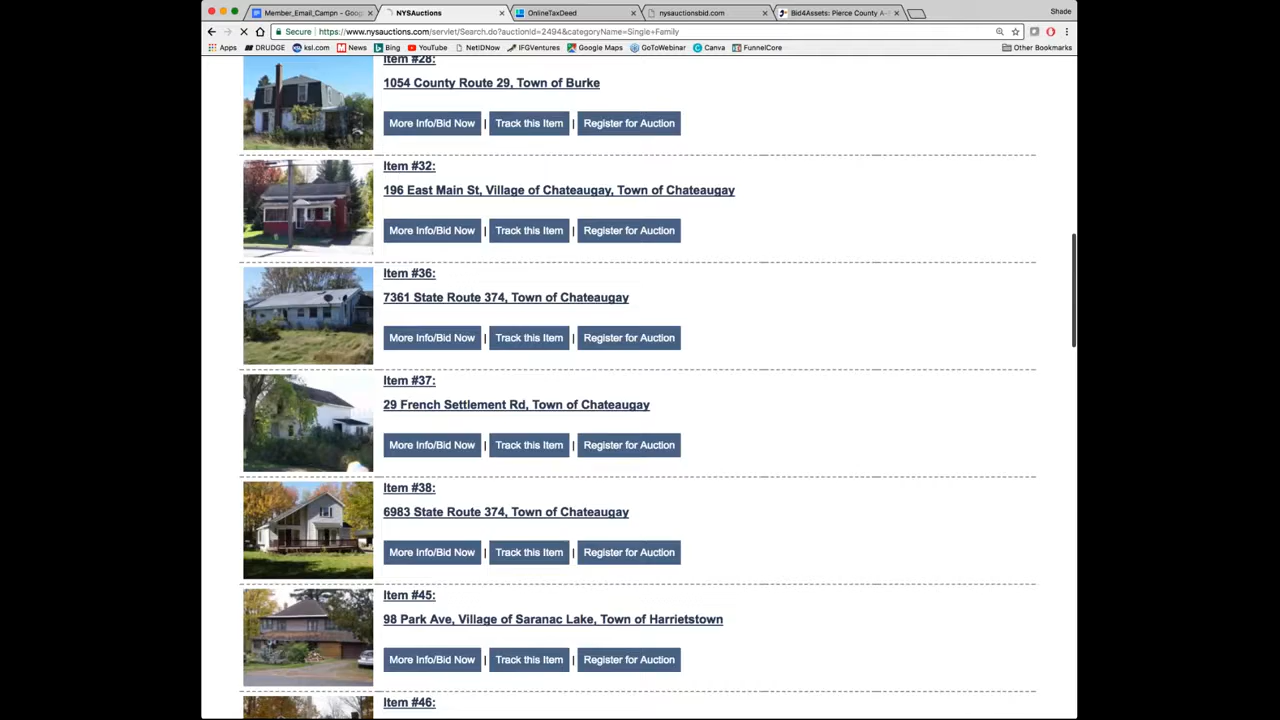 Member_Email_Campn - Goog
NYSAuctions
OnlineTaxDeed
nysauctionsbid.com
Bid4Assets: Pierce County A-F
Shade
Secure
https://www.nysauctions.com/servlet/Search.do?auctionId=2494&categoryName=Single+Family
Apps
DRUDGE
ksl.com
News
Bing
YouTube
NetIDNow
IFGVentures
Google Maps
GoToWebinar
Canva
FunnelCore
Other Bookmarks
Item #28:
1054 County Route 29, Town of Burke
More Info/Bid Now | Track this Item | Register for Auction
Item #32:
196 East Main St, Village of Chateaugay, Town of Chateaugay
More Info/Bid Now | Track this Item | Register for Auction
Item #36:
7361 State Route 374, Town of Chateaugay
More Info/Bid Now | Track this Item | Register for Auction
Item #37:
29 French Settlement Rd, Town of Chateaugay
More Info/Bid Now | Track this Item | Register for Auction
Item #38:
6983 State Route 374, Town of Chateaugay
More Info/Bid Now | Track this Item | Register for Auction
Item #45:
98 Park Ave, Village of Saranac Lake, Town of Harrietstown
More Info/Bid Now | Track this Item | Register for Auction
Item #46: